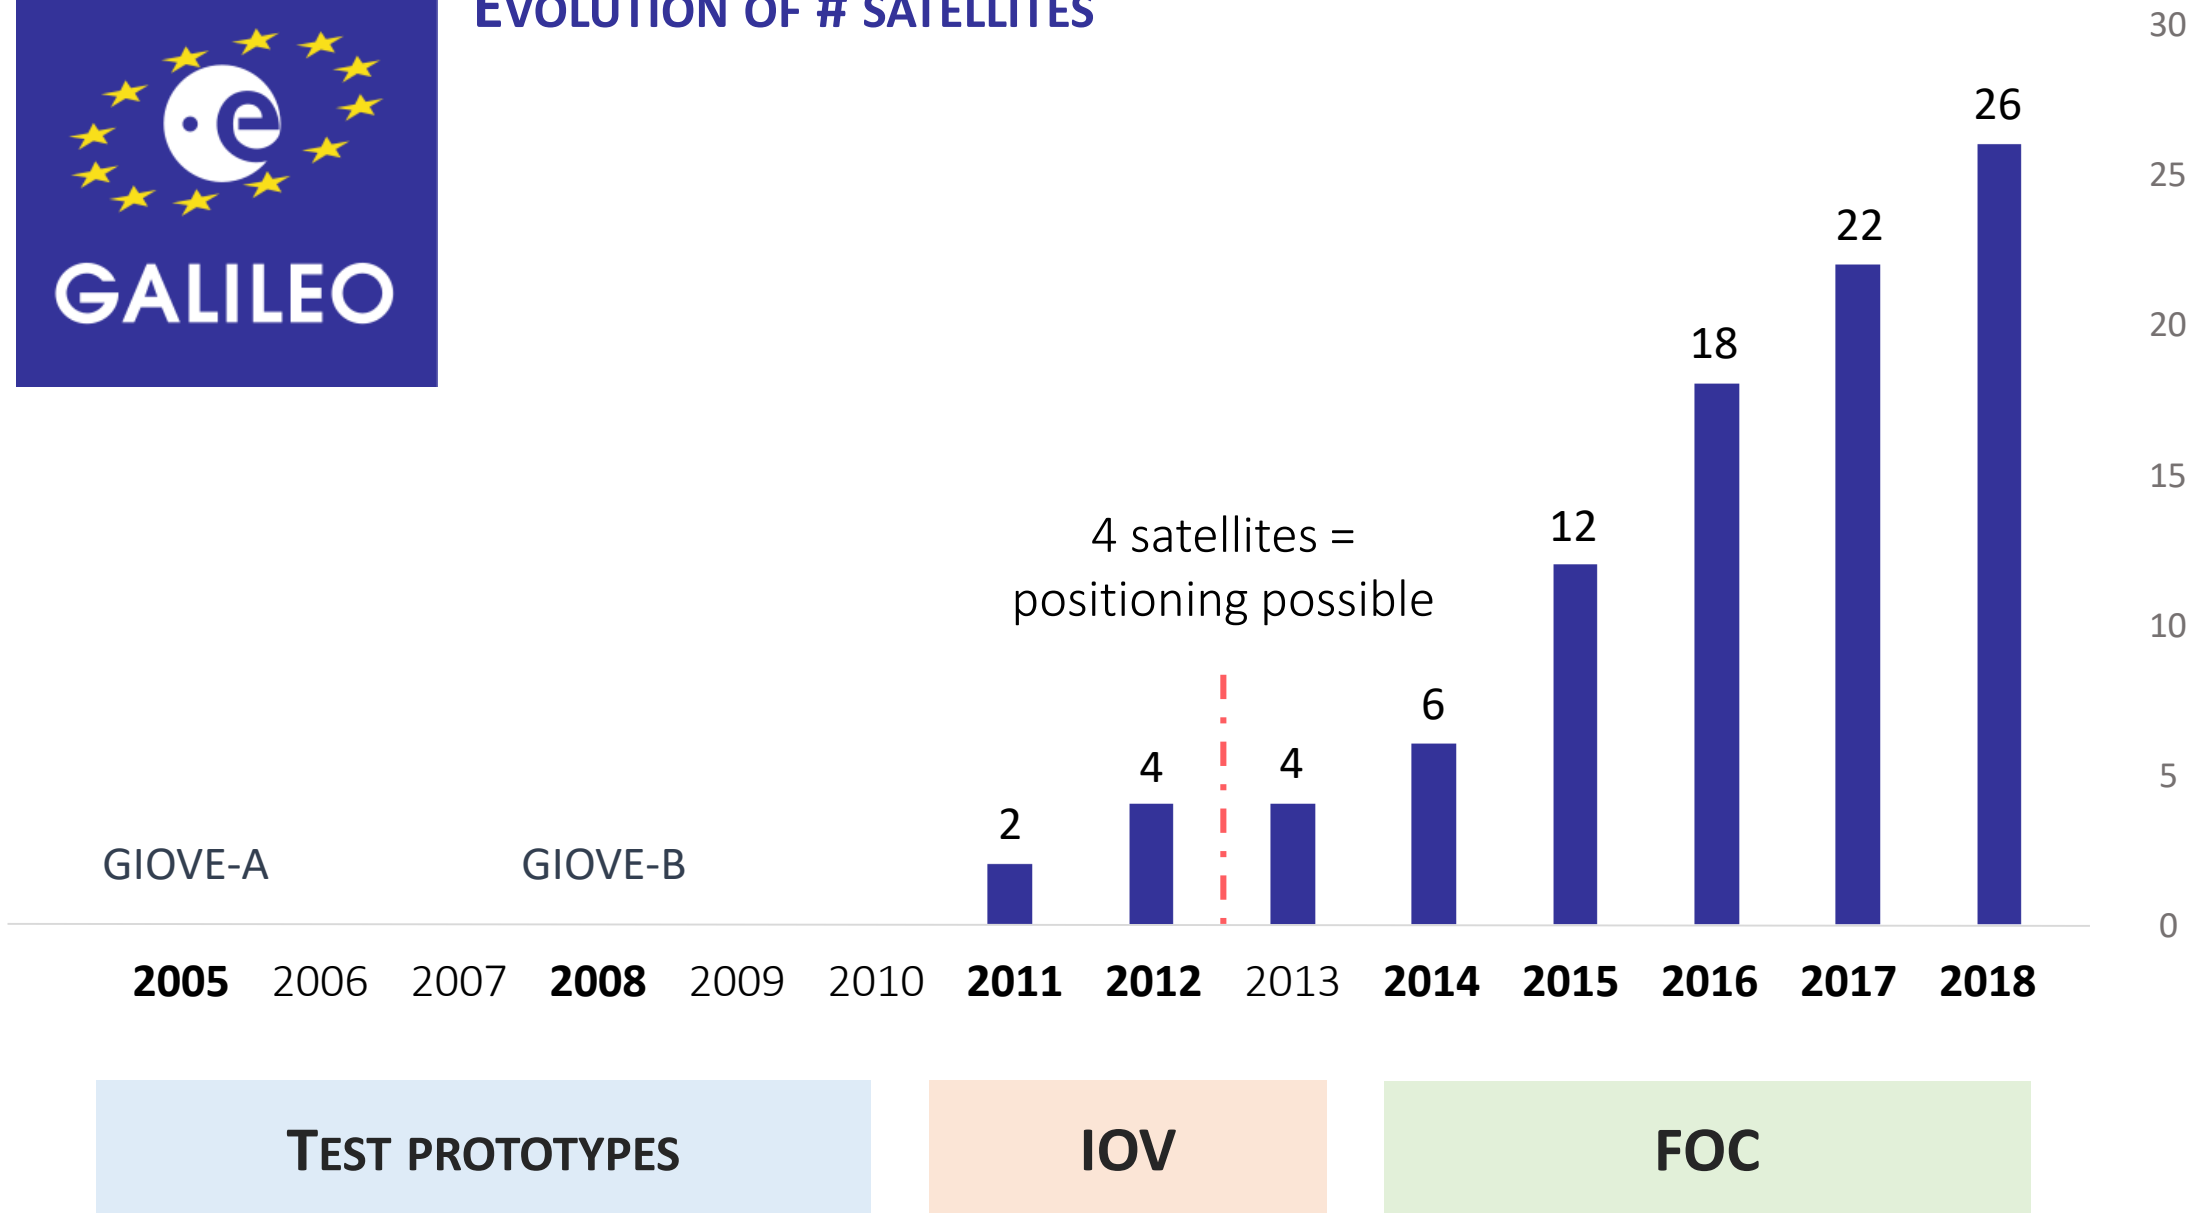 EVOLUTION OF # SATELLITES
e
GALILEO
30
25
20
15
10
5
0
26
22
18
12
6
4
4
2
4 satellites =
positioning possible
GIOVE-A
GIOVE-B
2005 2006 2007 2008 2009 2010 2011 2012 2013 2014 2015 2016 2017 2018
TEST PROTOTYPES
IOV
FOC